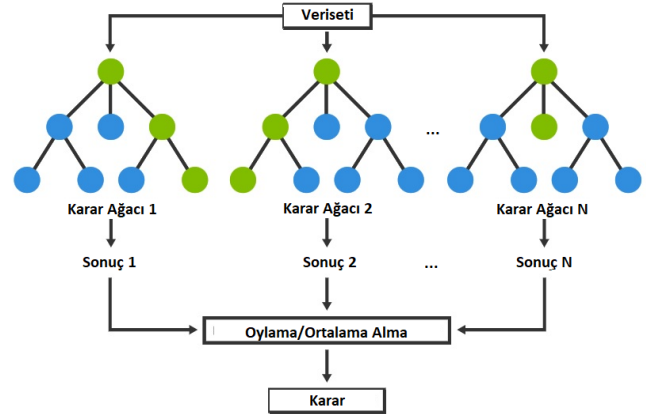 Veriseti
...
Karar Ağacı 1
Karar Ağacı 2
Karar Ağacı N
Sonuç 1
Sonuç 2
...
Sonuç N
Oylama/Ortalama Alma
Karar